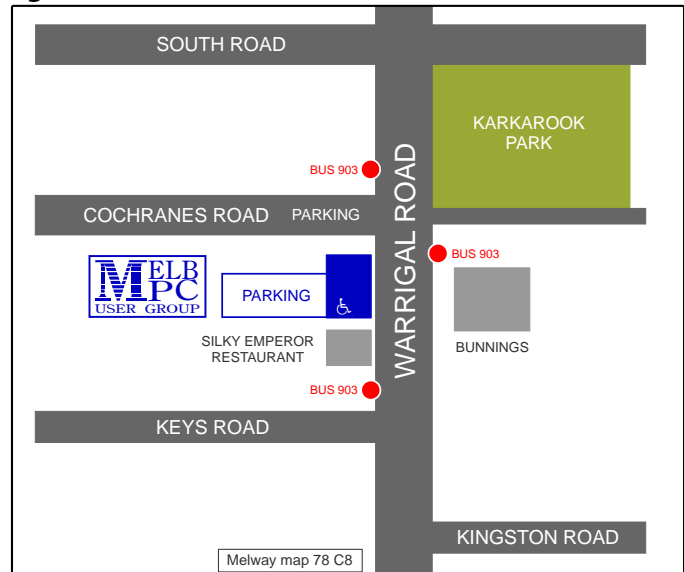 SOUTH ROAD
KARKAROOK
PARK
BUS 903
WARRIGAL ROAD
COCHRANES ROAD
PARKING
BUS 903
MELB
PC
USER GROUP
PARKING
SILKY EMPEROR
RESTAURANT
BUNNINGS
BUS 903
KEYS ROAD
KINGSTON ROAD
Melway map 78 C8